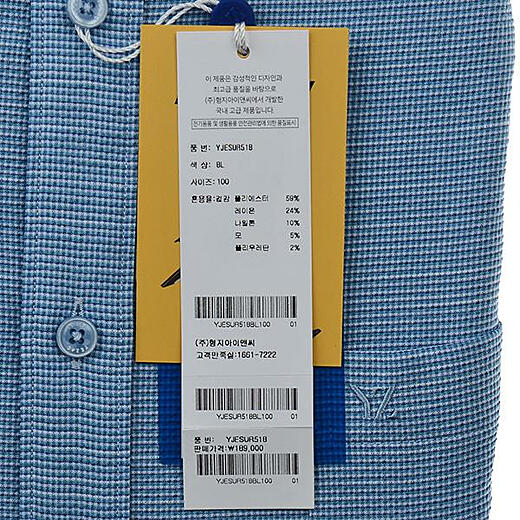 이 제품은 감성적인 디자인과
최고급 품질을 바탕으로
(주)형지아이앤씨에서 개발한
국내 고급 제품입니다.
전기용품 및 생활용품 안전관리법에 의한 품질표시
품 번: YJESUR518
색 상: BL
사이즈: 100
혼용율:겉감 폴리에스터 59%
레이온 24%
나일론 10%
모 5%
폴리우레탄 2%
YJESUR518BL100 01
(주)형지아이앤씨
고객만족실:1661-7222
YJESUR518BL100 01
품 번: YJESUR518
판매가격:₩189,000
YJESUR518BL100 01